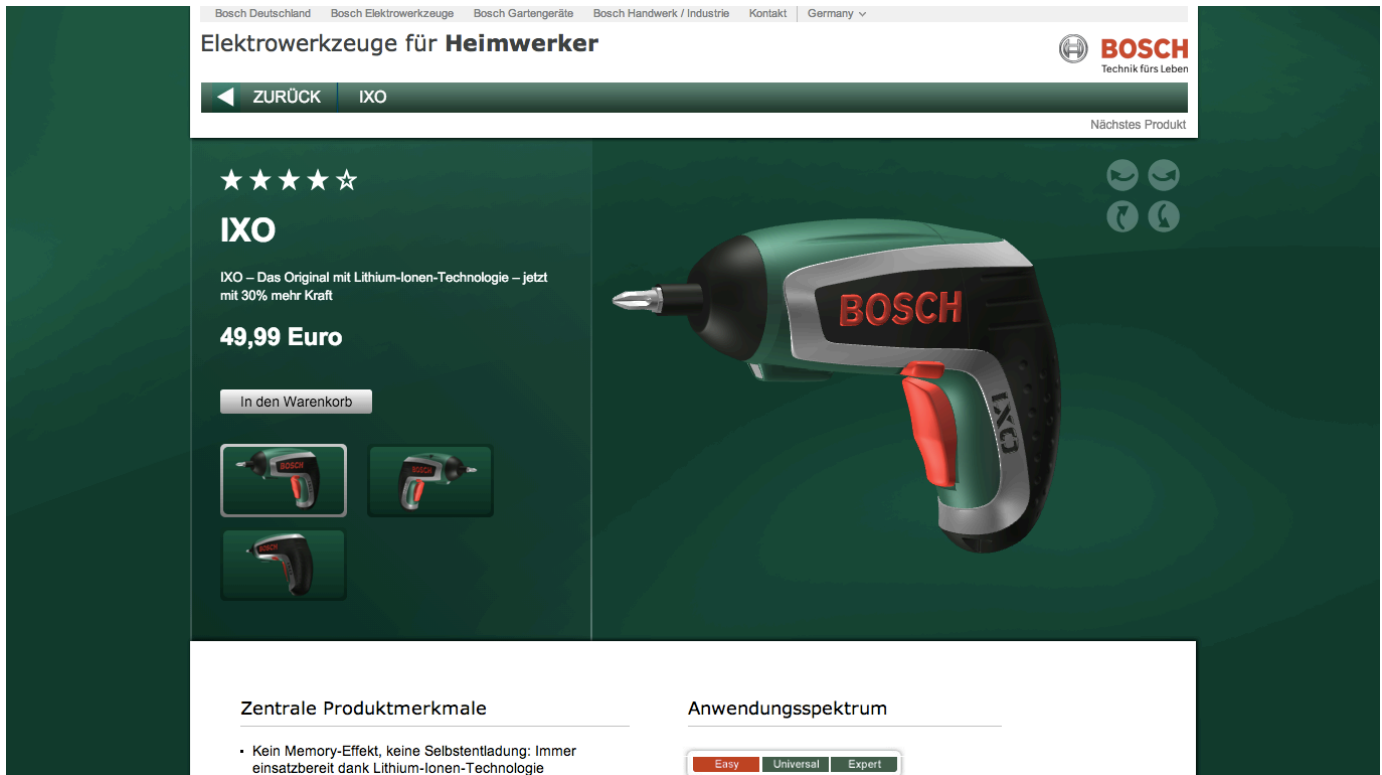 Bosch Deutschland Bosch Elektrowerkzeuge Bosch Gartengeräte Bosch Handwerk / Industrie Kontakt Germany
Elektrowerkzeuge für Heimwerker
BOSCH
Technik fürs Leben
ZURÜCK IXO
Nächstes Produkt
IXO
IXO – Das Original mit Lithium-Ionen-Technologie – jetzt
mit 30% mehr Kraft
49,99 Euro
In den Warenkorb
BOSCH
IXO
BOSCH
BOSCH
BOSCH
Zentrale Produktmerkmale
▪ Kein Memory-Effekt, keine Selbstentladung: Immer
einsatzbereit dank Lithium-Ionen-Technologie
Anwendungsspektrum
Easy Universal Expert